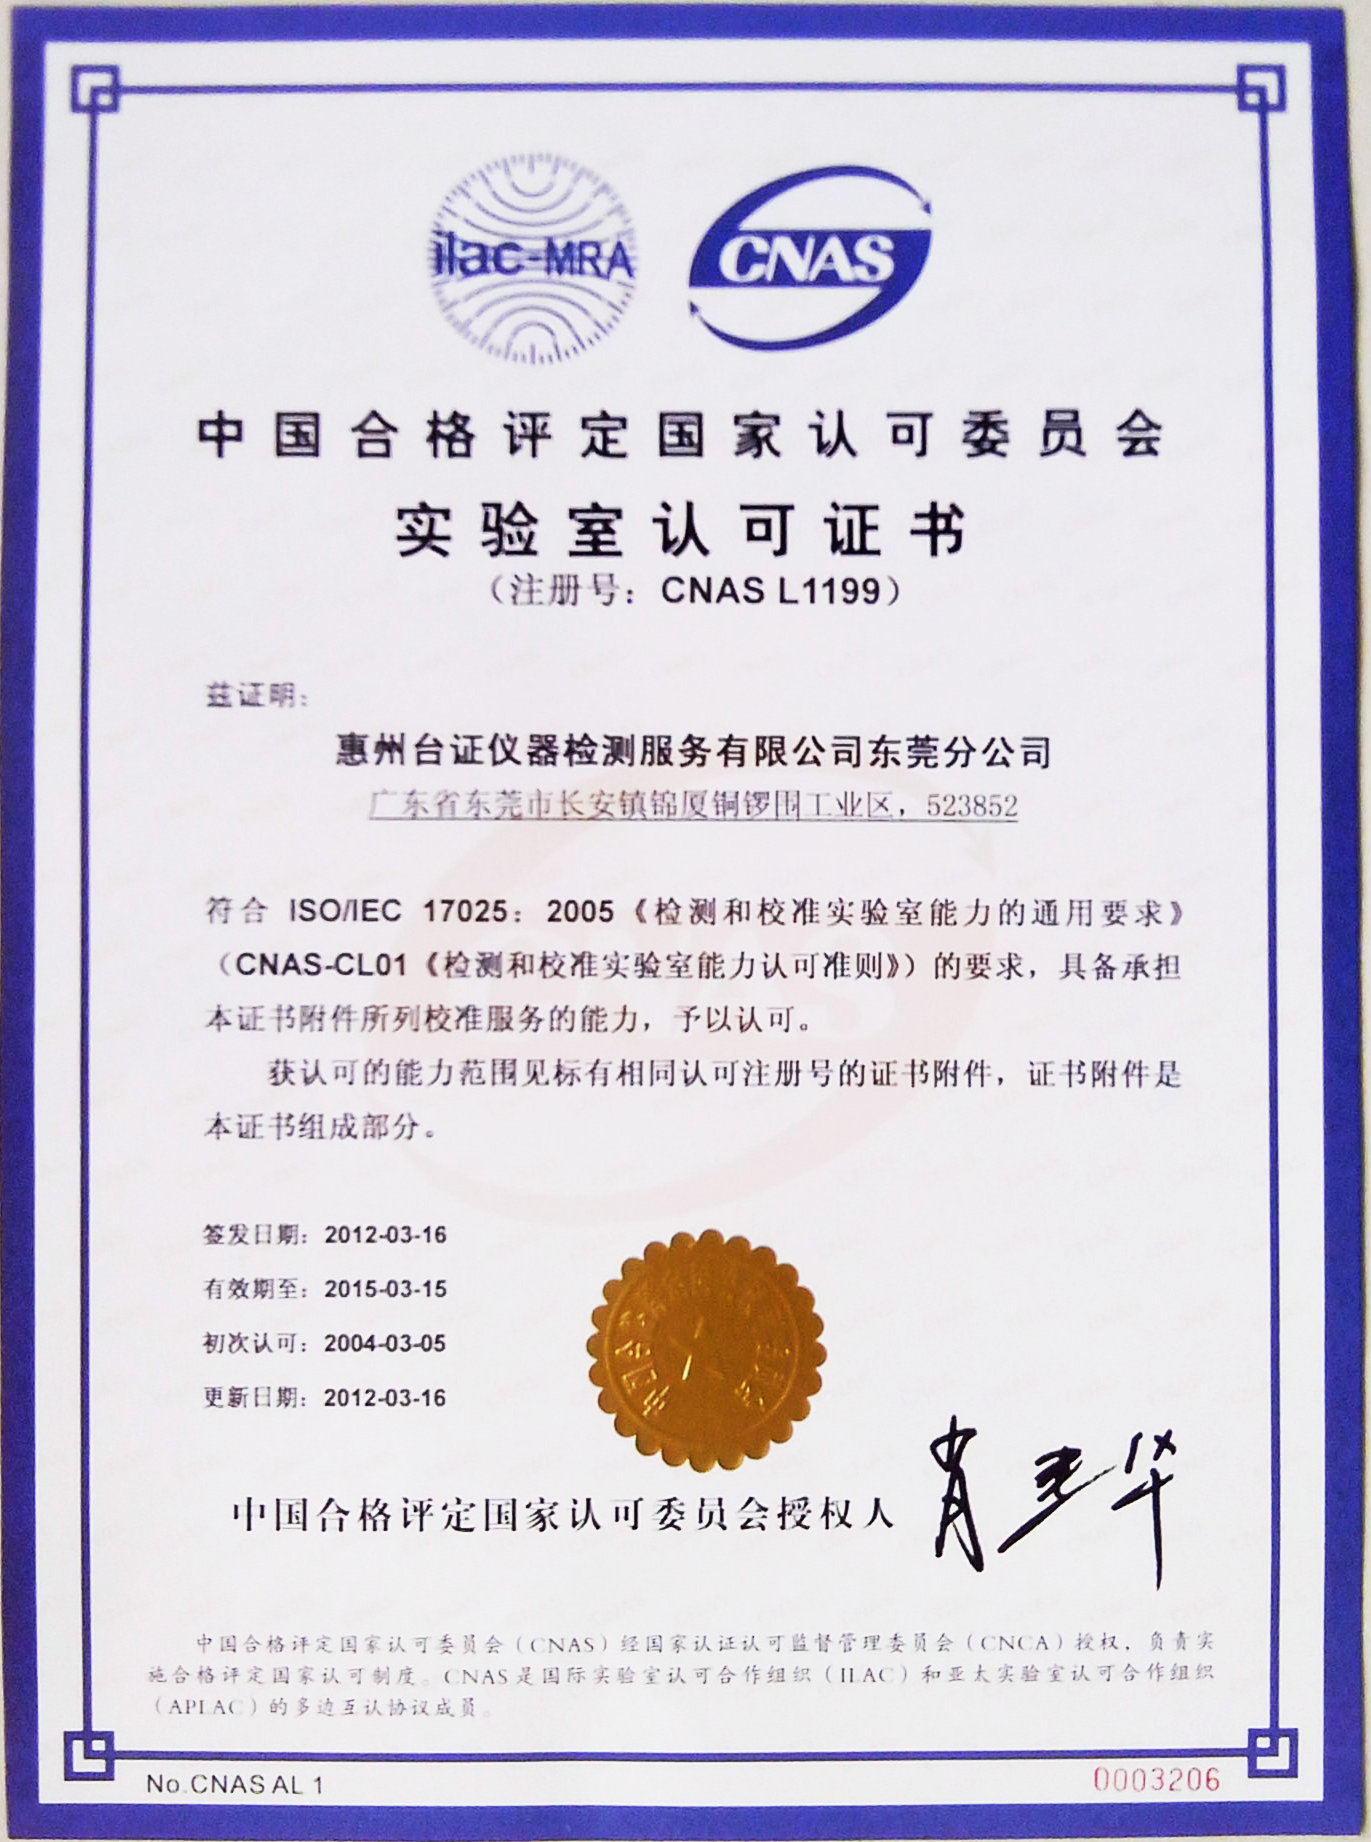 ilac-MRA
CNAS
中国合格评定国家认可委员会
实验室认可证书
（注册号：CNAS L1199）
兹证明：
惠州台证仪器检测服务有限公司东莞分公司
广东省东莞市长安镇锦厦铜锣围工业区，523852
符合 ISO/IEC 17025：2005《检测和校准实验室能力的通用要求》
（CNAS-CL01《检测和校准实验室能力认可准则》）的要求，具备承担
本证书附件所列校准服务的能力，予以认可。
获认可的能力范围见标有相同认可注册号的证书附件，证书附件是
本证书组成部分。
签发日期：2012-03-16
有效期至：2015-03-15
初次认可：2004-03-05
更新日期：2012-03-16
中国合格评定国家认可委员会授权人
中国合格评定国家认可委员会（CNAS）经国家认证认可监督管理委员会（CNCA）授权，负责实
施合格评定国家认可制度。CNAS是国际实验室认可合作组织（ILAC）和亚太实验室认可合作组织
（APLAC）的多边互认协议成员。
No.CNAS AL 1
0003206